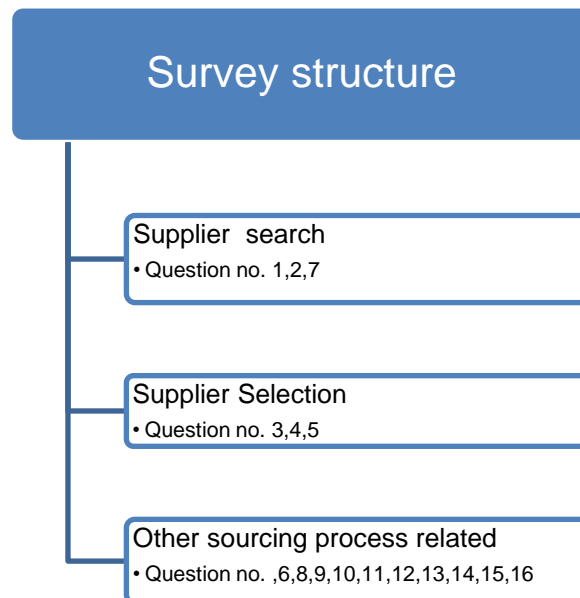 Survey structure
Supplier search
• Question no. 1,2,7
Supplier Selection
• Question no. 3,4,5
Other sourcing process related
• Question no. ,6,8,9,10,11,12,13,14,15,16